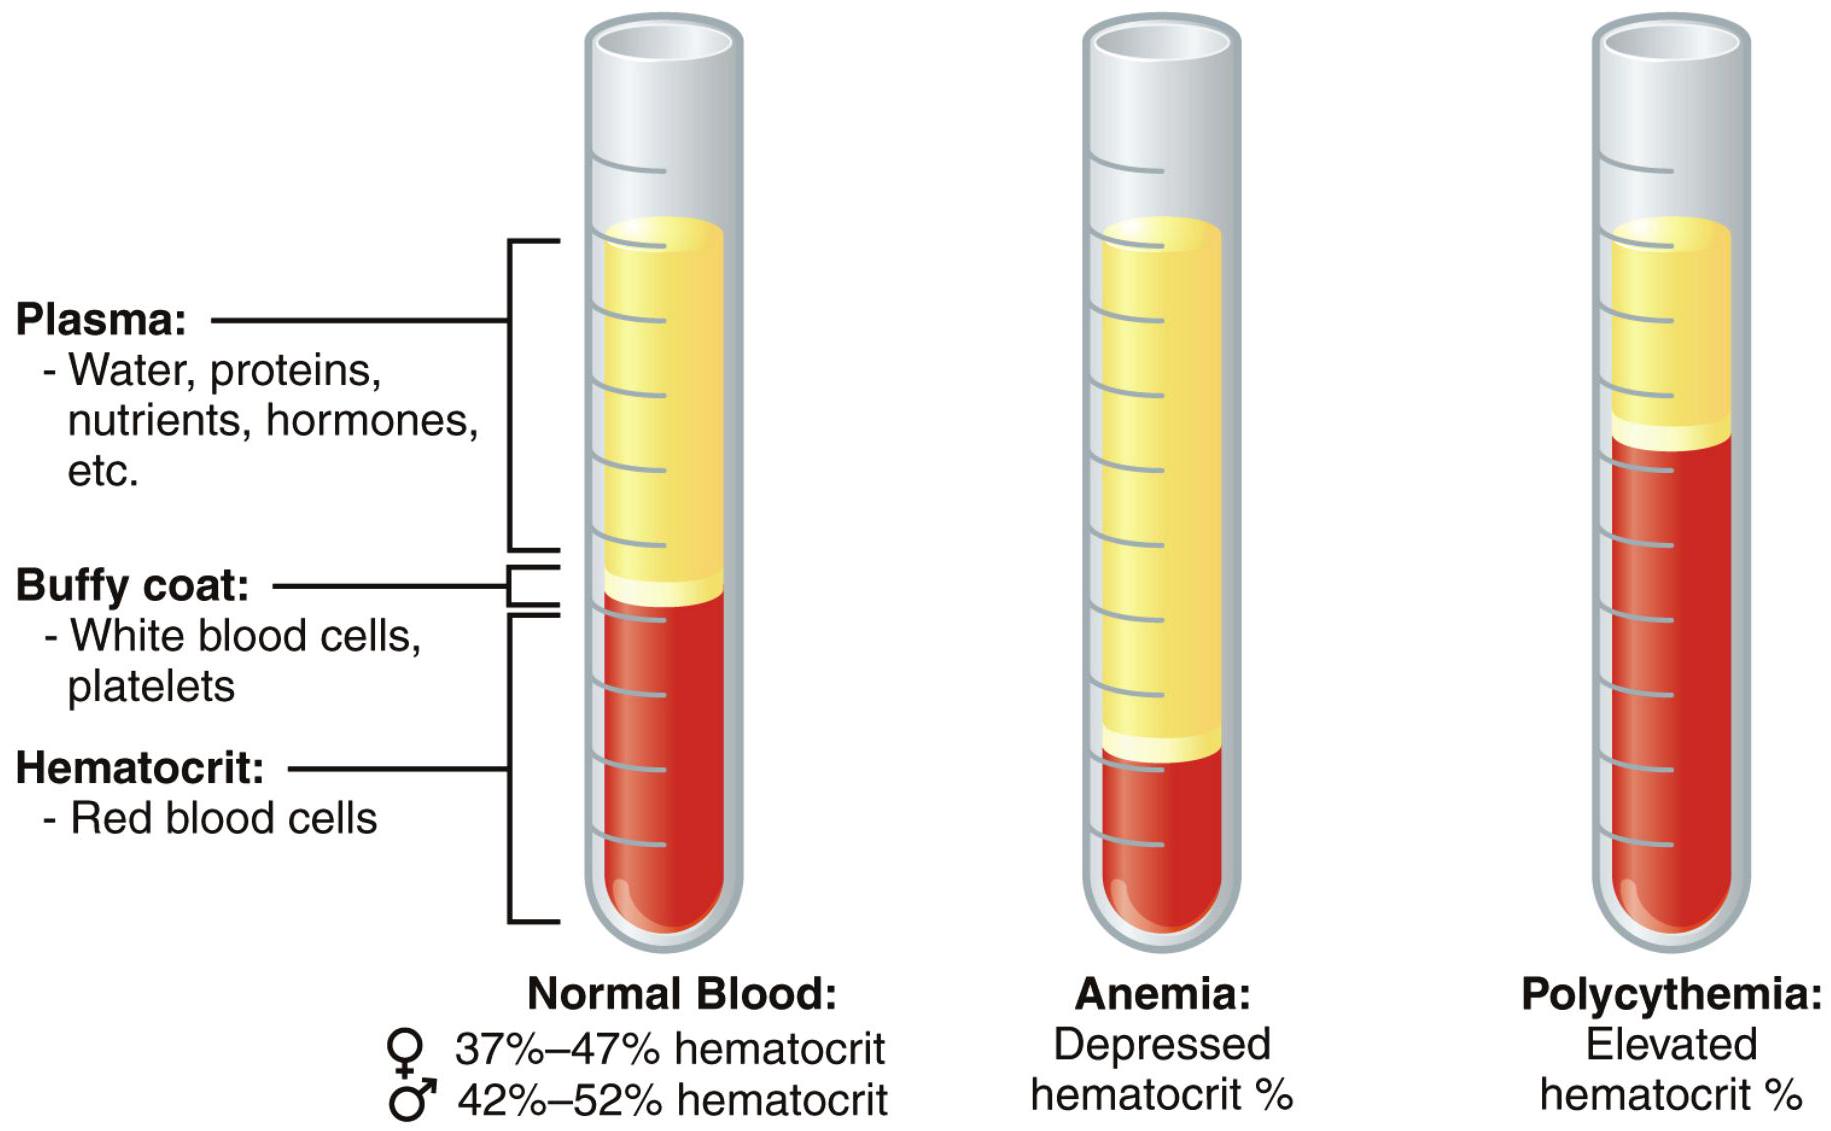 Plasma:
- Water, proteins,
nutrients, hormones,
etc.
Buffy coat:
- White blood cells,
platelets
Hematocrit:
- Red blood cells
Normal Blood:
♀ 37%–47% hematocrit
♂ 42%–52% hematocrit
Anemia:
Depressed
hematocrit %
Polycythemia:
Elevated
hematocrit %